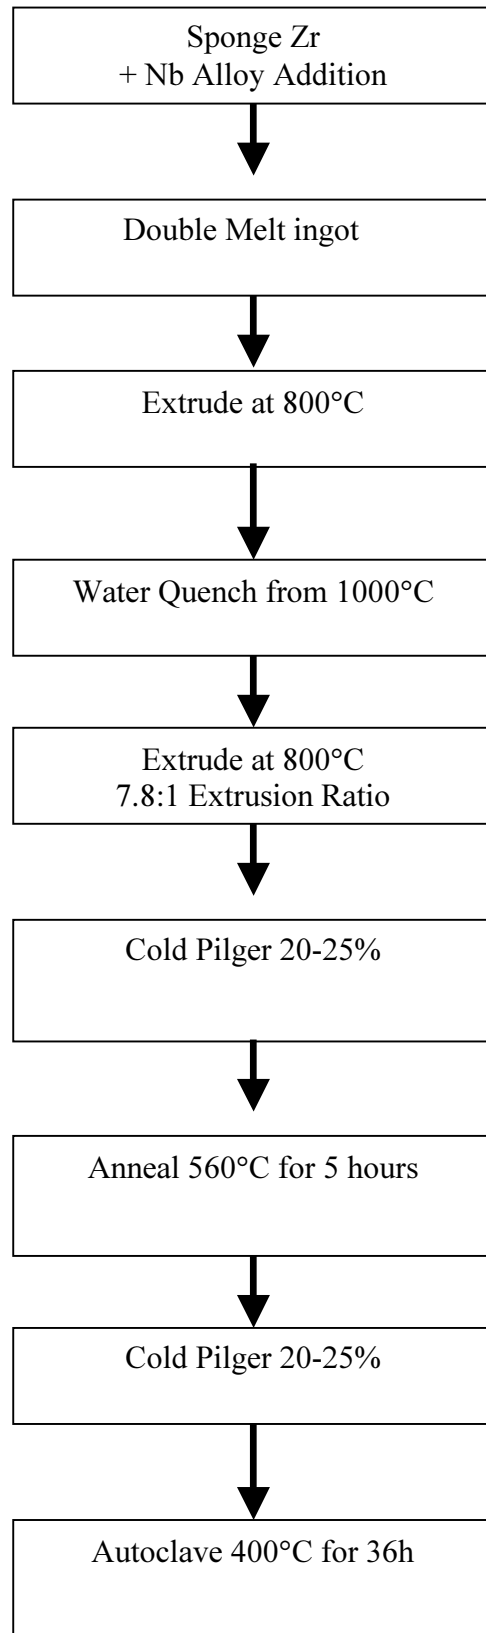 Sponge Zr
+ Nb Alloy Addition
Double Melt ingot
Extrude at 800°C
Water Quench from 1000°C
Extrude at 800°C
7.8:1 Extrusion Ratio
Cold Pilger 20-25%
Anneal 560°C for 5 hours
Cold Pilger 20-25%
Autoclave 400°C for 36h